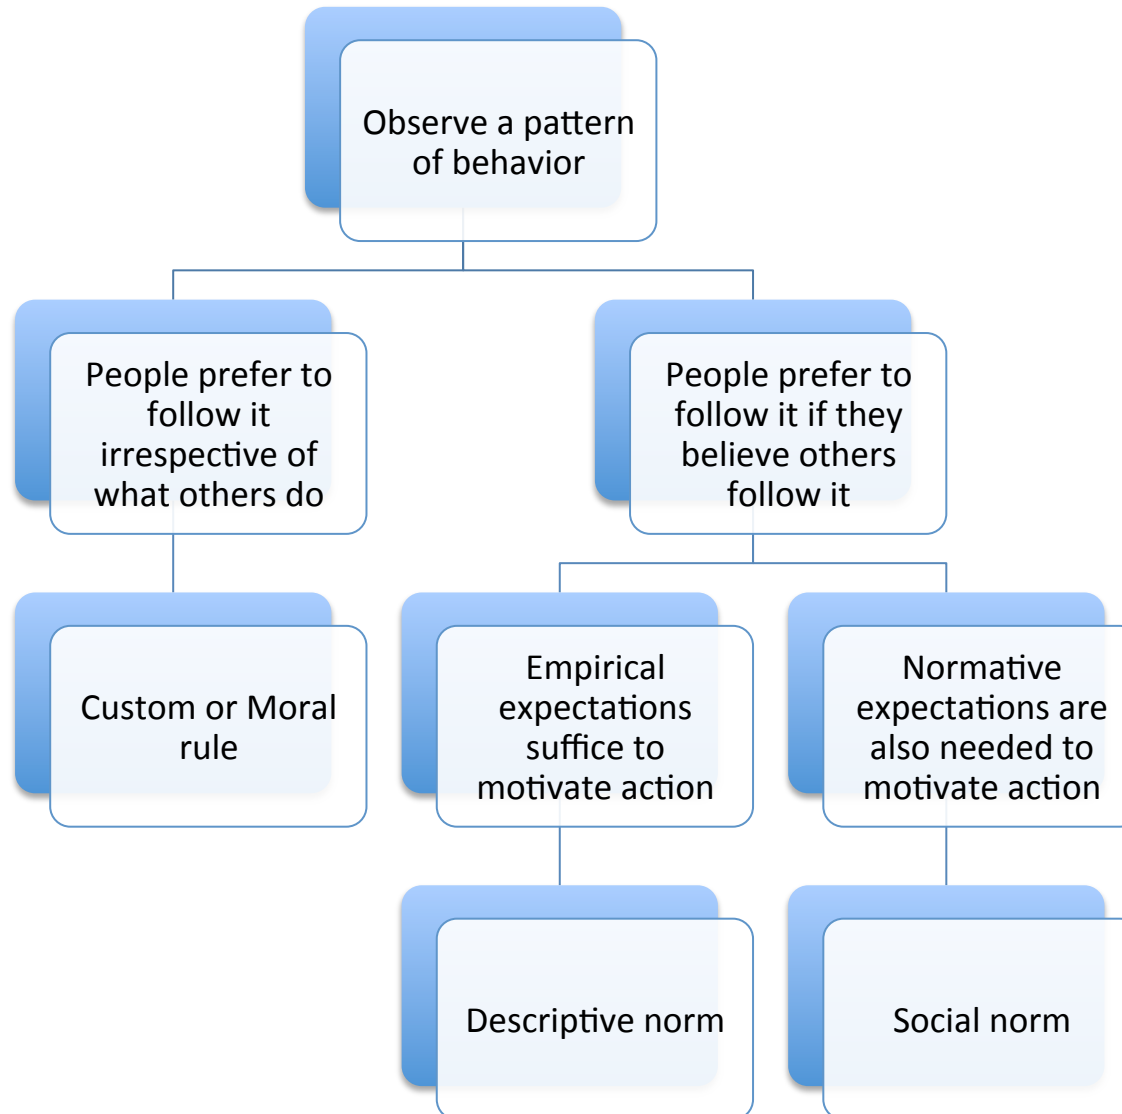 Observe a pattern
of behavior
People prefer to
follow it
irrespective of
what others do
People prefer to
follow it if they
believe others
follow it
Custom or Moral
rule
Empirical
expectations
suffice to
motivate action
Normative
expectations are
also needed to
motivate action
Descriptive norm
Social norm